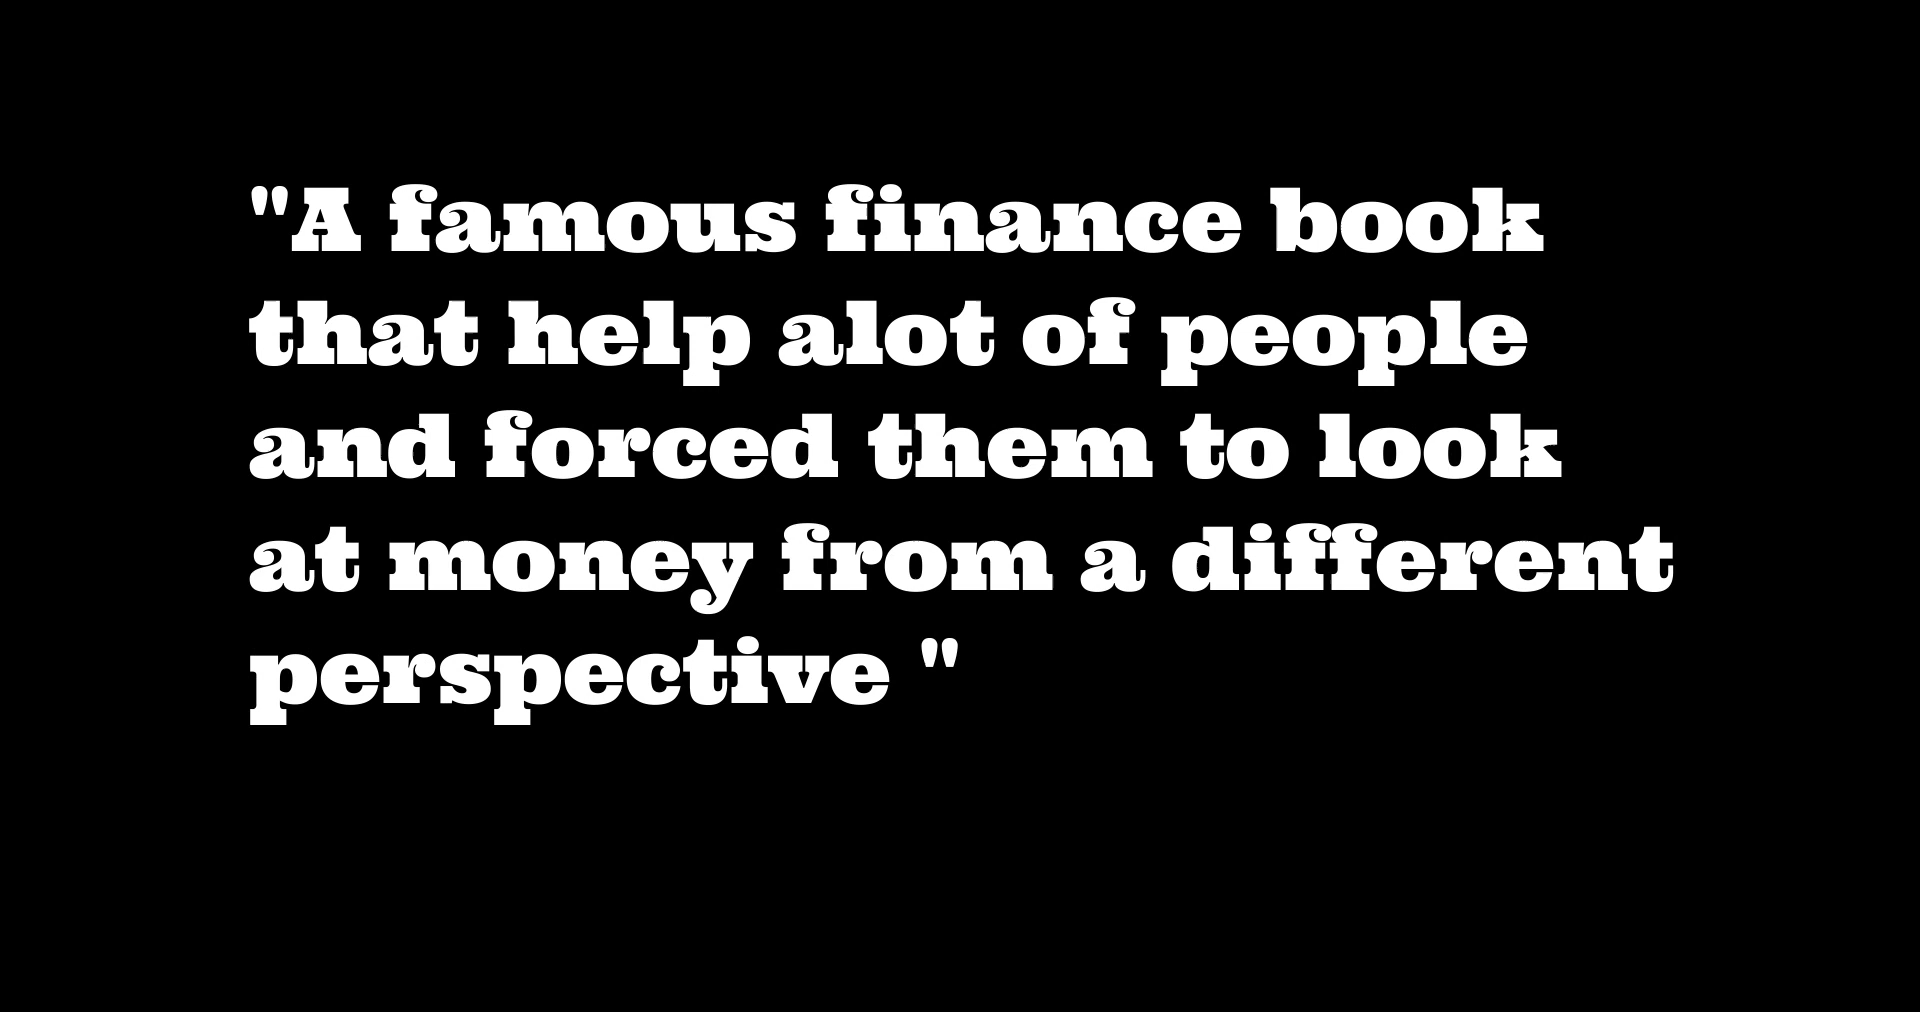 "A famous finance book
that help alot of people
and forced them to look
at money from a different
perspective "